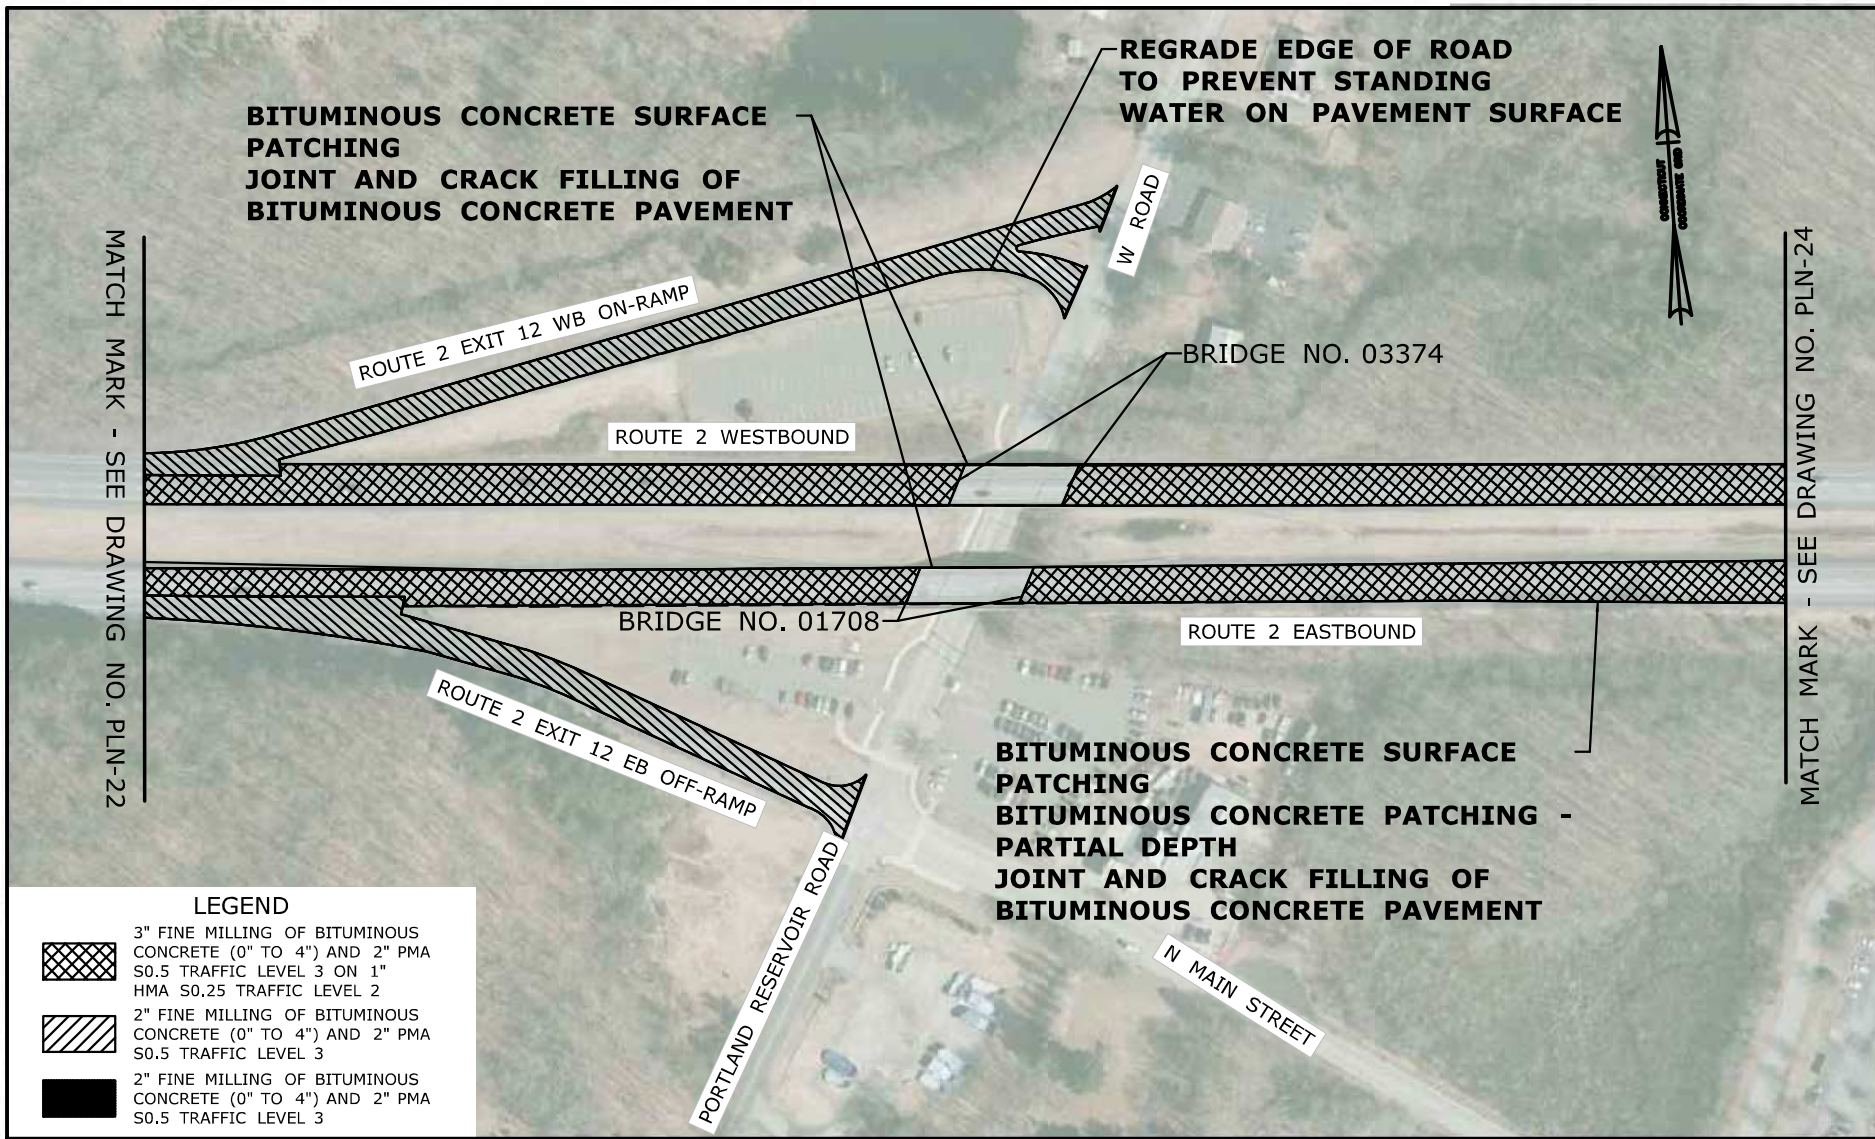 REGRADE EDGE OF ROAD
TO PREVENT STANDING
WATER ON PAVEMENT SURFACE
BITUMINOUS CONCRETE SURFACE
PATCHING
JOINT AND CRACK FILLING OF
BITUMINOUS CONCRETE PAVEMENT
CONNECTICUT
COORDINATE GRID
W ROAD
MATCH MARK - SEE DRAWING NO. PLN-22
MATCH MARK - SEE DRAWING NO. PLN-24
ROUTE 2 EXIT 12 WB ON-RAMP
BRIDGE NO. 03374
ROUTE 2 WESTBOUND
BRIDGE NO. 01708
ROUTE 2 EASTBOUND
ROUTE 2 EXIT 12 EB OFF-RAMP
BITUMINOUS CONCRETE SURFACE
PATCHING
BITUMINOUS CONCRETE PATCHING -
PARTIAL DEPTH
JOINT AND CRACK FILLING OF
BITUMINOUS CONCRETE PAVEMENT
PORTLAND RESERVOIR ROAD
N MAIN STREET
LEGEND
3" FINE MILLING OF BITUMINOUS
CONCRETE (0" TO 4") AND 2" PMA
S0.5 TRAFFIC LEVEL 3 ON 1"
HMA S0.25 TRAFFIC LEVEL 2
2" FINE MILLING OF BITUMINOUS
CONCRETE (0" TO 4") AND 2" PMA
S0.5 TRAFFIC LEVEL 3
2" FINE MILLING OF BITUMINOUS
CONCRETE (0" TO 4") AND 2" PMA
S0.5 TRAFFIC LEVEL 3